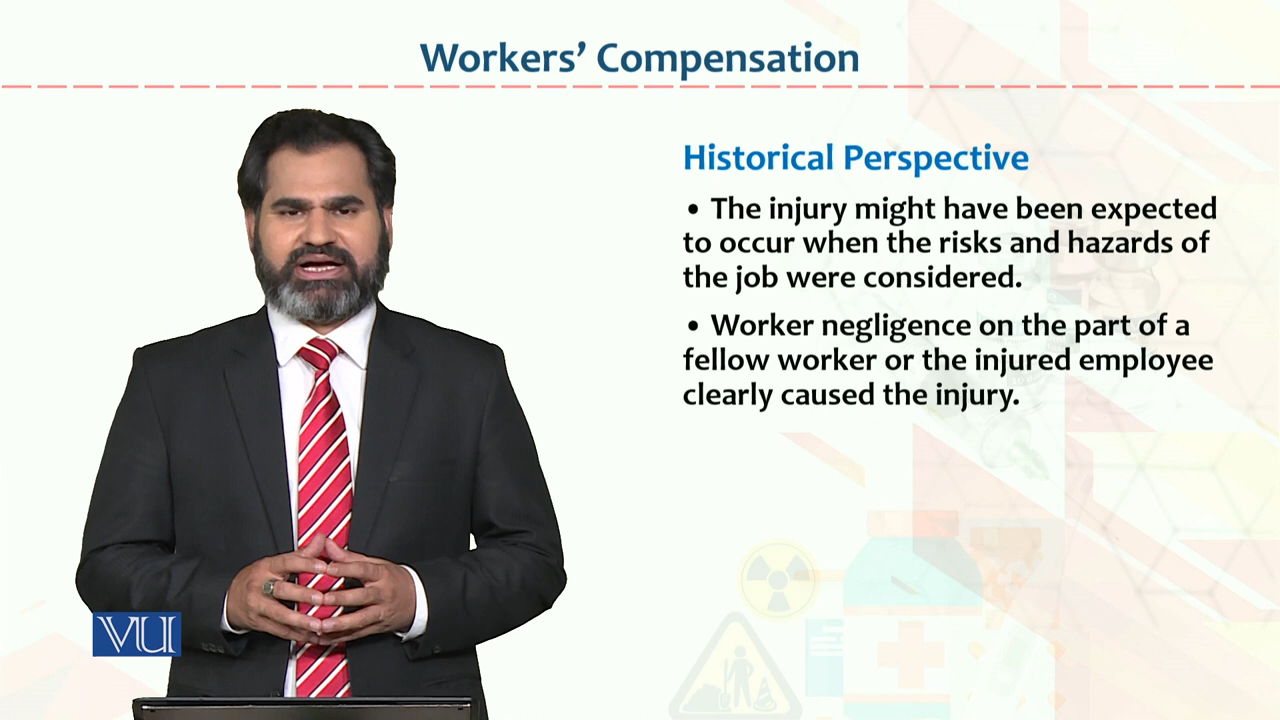 Workers’ Compensation
Historical Perspective
• The injury might have been expected
to occur when the risks and hazards of
the job were considered.
• Worker negligence on the part of a
fellow worker or the injured employee
clearly caused the injury.
VU